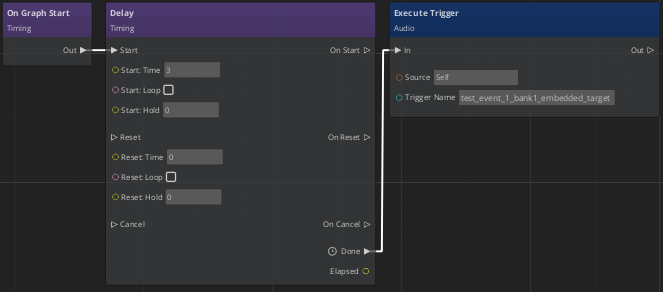 On Graph Start
Timing
Out
Delay
Timing
Start
On Start
Start: Time 3
Start: Loop
Start: Hold 0
Reset
On Reset
Reset: Time 0
Reset: Loop
Reset: Hold 0
Cancel
On Cancel
Done
Elapsed
Execute Trigger
Audio
In
Out
Source Self
Trigger Name test_event_1_bank1_embedded_target